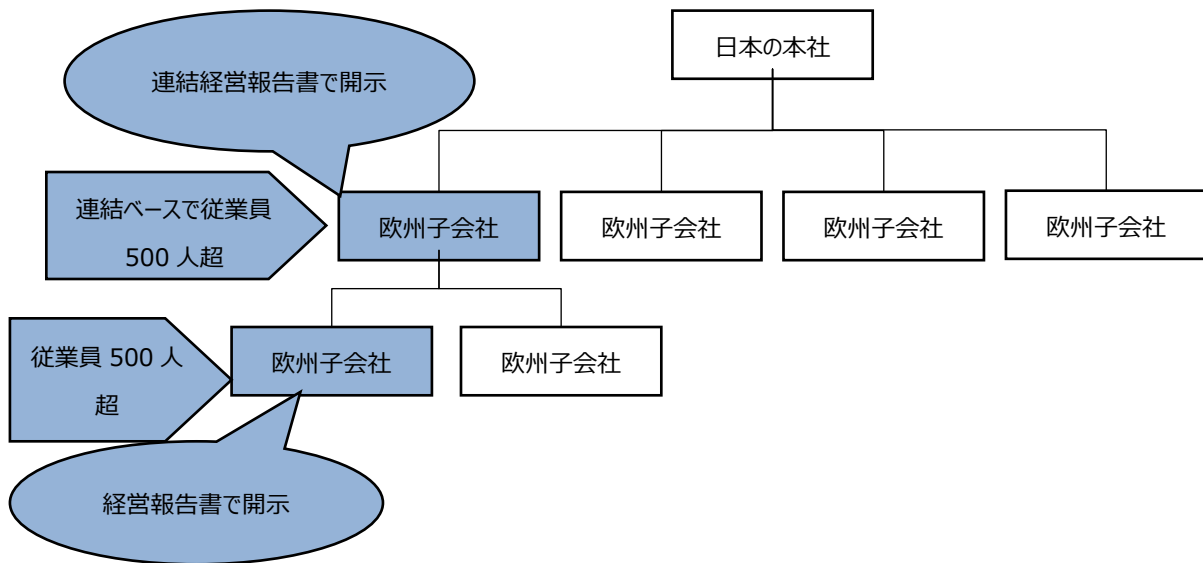 日本の本社
連結経営報告書で開示
連結ベースで従業員
500 人超
欧州子会社
欧州子会社
欧州子会社
欧州子会社
従業員 500 人
超
欧州子会社
欧州子会社
経営報告書で開示